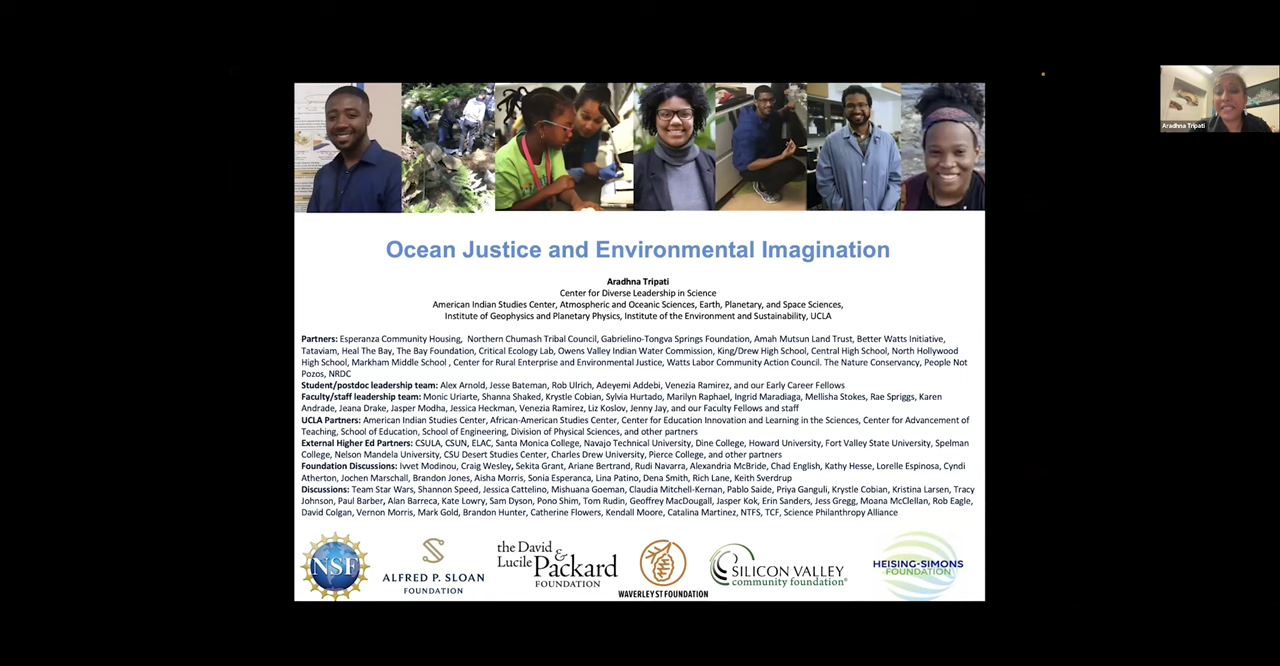 Aradhna Tripati
Ocean Justice and Environmental Imagination
Aradhna Tripati
Center for Diverse Leadership in Science
American Indian Studies Center, Atmospheric and Oceanic Sciences, Earth, Planetary, and Space Sciences,
Institute of Geophysics and Planetary Physics, Institute of the Environment and Sustainability, UCLA
Partners: Esperanza Community Housing, Northern Chumash Tribal Council, Gabrielino-Tongva Springs Foundation, Amah Mutsun Land Trust, Better Watts Initiative,
Tataviam, Heal The Bay, The Bay Foundation, Critical Ecology Lab, Owens Valley Indian Water Commission, King/Drew High School, Central High School, North Hollywood
High School, Markham Middle School , Center for Rural Enterprise and Environmental Justice, Watts Labor Community Action Council. The Nature Conservancy, People Not
Pozos, NRDC
Student/postdoc leadership team: Alex Arnold, Jesse Bateman, Rob Ulrich, Adeyemi Addebi, Venezia Ramirez, and our Early Career Fellows
Faculty/staff leadership team: Monic Uriarte, Shanna Shaked, Krystle Cobian, Sylvia Hurtado, Marilyn Raphael, Ingrid Maradiaga, Mellisha Stokes, Rae Spriggs, Karen
Andrade, Jeana Drake, Jasper Modha, Jessica Heckman, Venezia Ramirez, Liz Koslov, Jenny Jay, and our Faculty Fellows and staff
UCLA Partners: American Indian Studies Center, African-American Studies Center, Center for Education Innovation and Learning in the Sciences, Center for Advancement of
Teaching, School of Education, School of Engineering, Division of Physical Sciences, and other partners
External Higher Ed Partners: CSULA, CSUN, ELAC, Santa Monica College, Navajo Technical University, Dine College, Howard University, Fort Valley State University, Spelman
College, Nelson Mandela University, CSU Desert Studies Center, Charles Drew University, Pierce College, and other partners
Foundation Discussions: Ivvet Modinou, Craig Wesley, Sekita Grant, Ariane Bertrand, Rudi Navarra, Alexandria McBride, Chad English, Kathy Hesse, Lorelle Espinosa, Cyndi
Atherton, Jochen Marschall, Brandon Jones, Aisha Morris, Sonia Esperanca, Lina Patino, Dena Smith, Rich Lane, Keith Sverdrup
Discussions: Team Star Wars, Shannon Speed, Jessica Cattelino, Mishuana Goeman, Claudia Mitchell-Kernan, Pablo Saide, Priya Ganguli, Krystle Cobian, Kristina Larsen, Tracy
Johnson, Paul Barber, Alan Barreca, Kate Lowry, Sam Dyson, Pono Shim, Tom Rudin, Geoffrey MacDougall, Jasper Kok, Erin Sanders, Jess Gregg, Moana McClellan, Rob Eagle,
David Colgan, Vernon Morris, Mark Gold, Brandon Hunter, Catherine Flowers, Kendall Moore, Catalina Martinez, NTFS, TCF, Science Philanthropy Alliance
NSF
ALFRED P. SLOAN
FOUNDATION
the David &
Lucile Packard
FOUNDATION
WAVERLEY ST FOUNDATION
SILICON VALLEY
community foundation®
HEISING-SIMONS
FOUNDATION